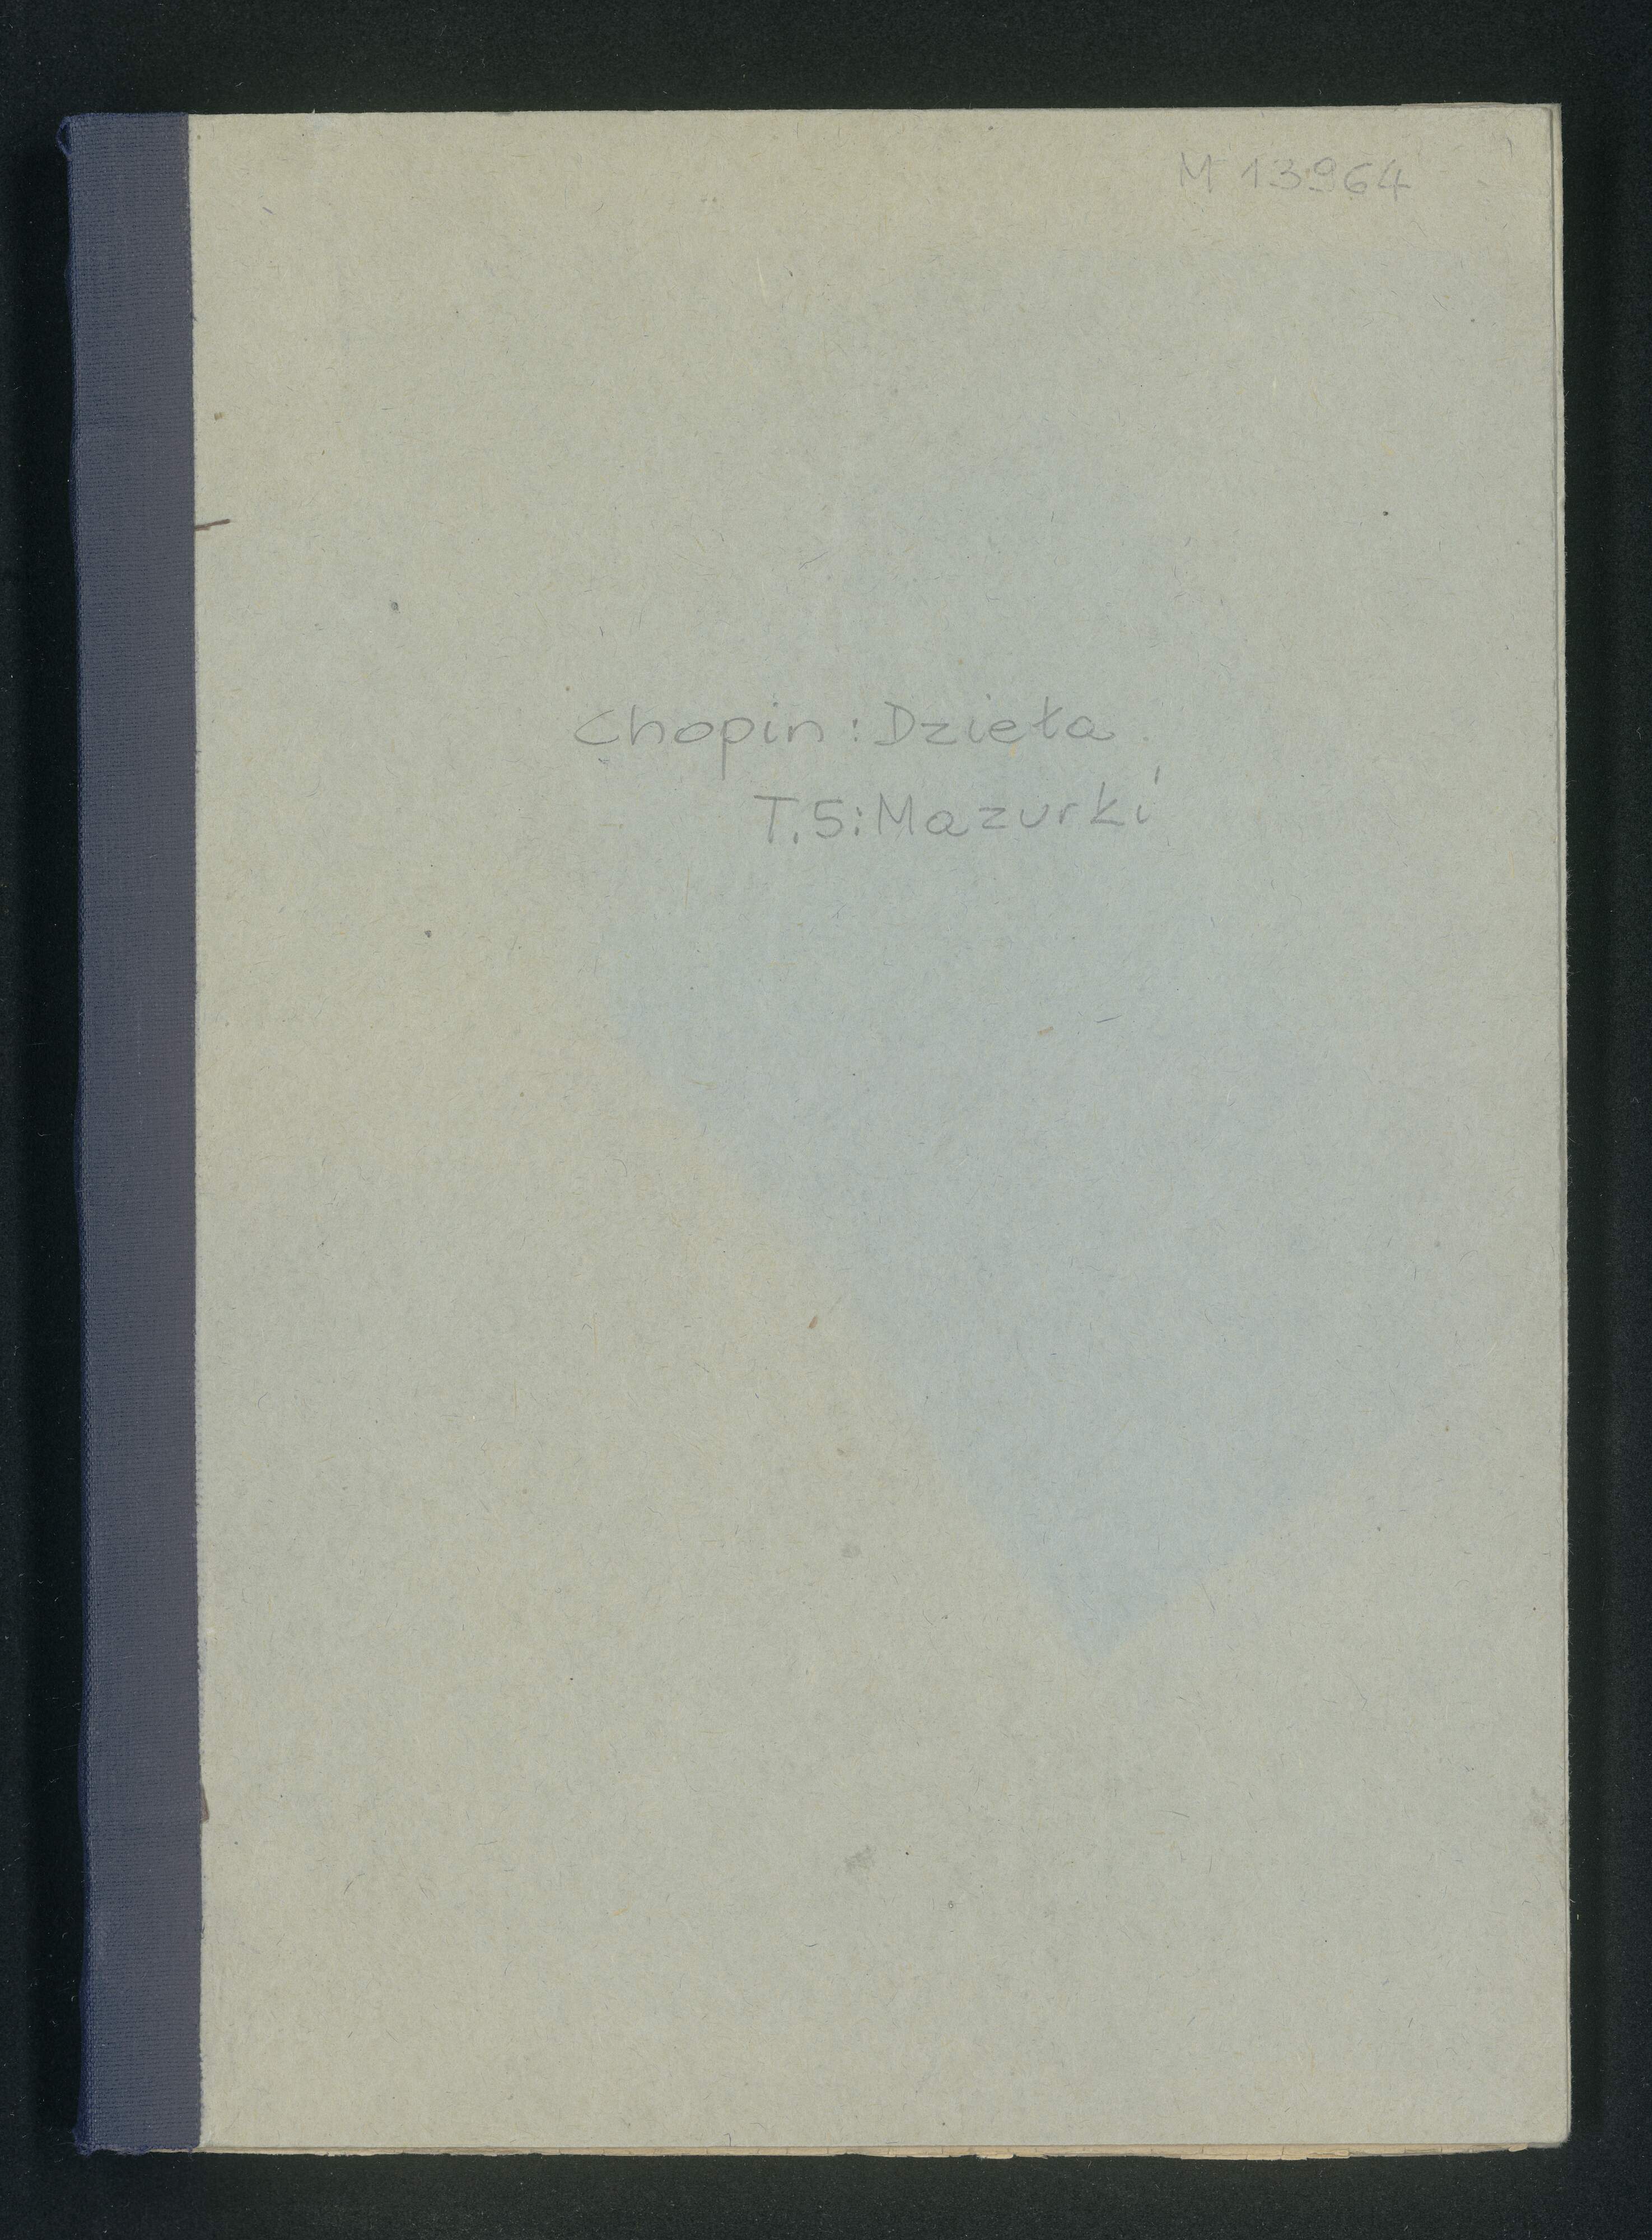 M 13964
Chopin: Dzieła
T.5: Mazurki